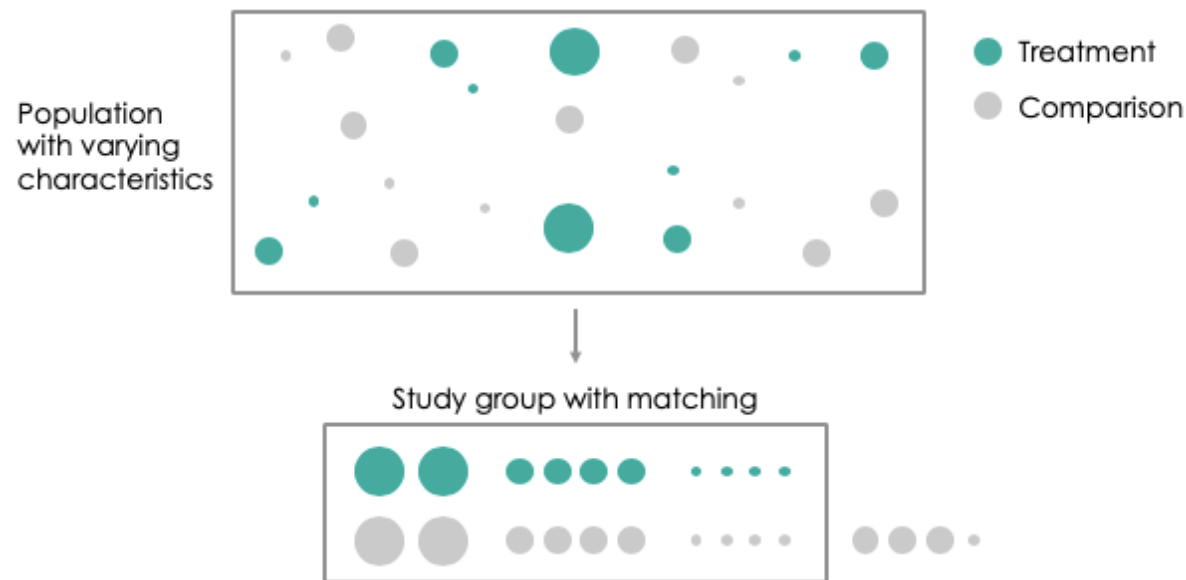 Population
with varying
characteristics
Treatment
Comparison
Study group with matching